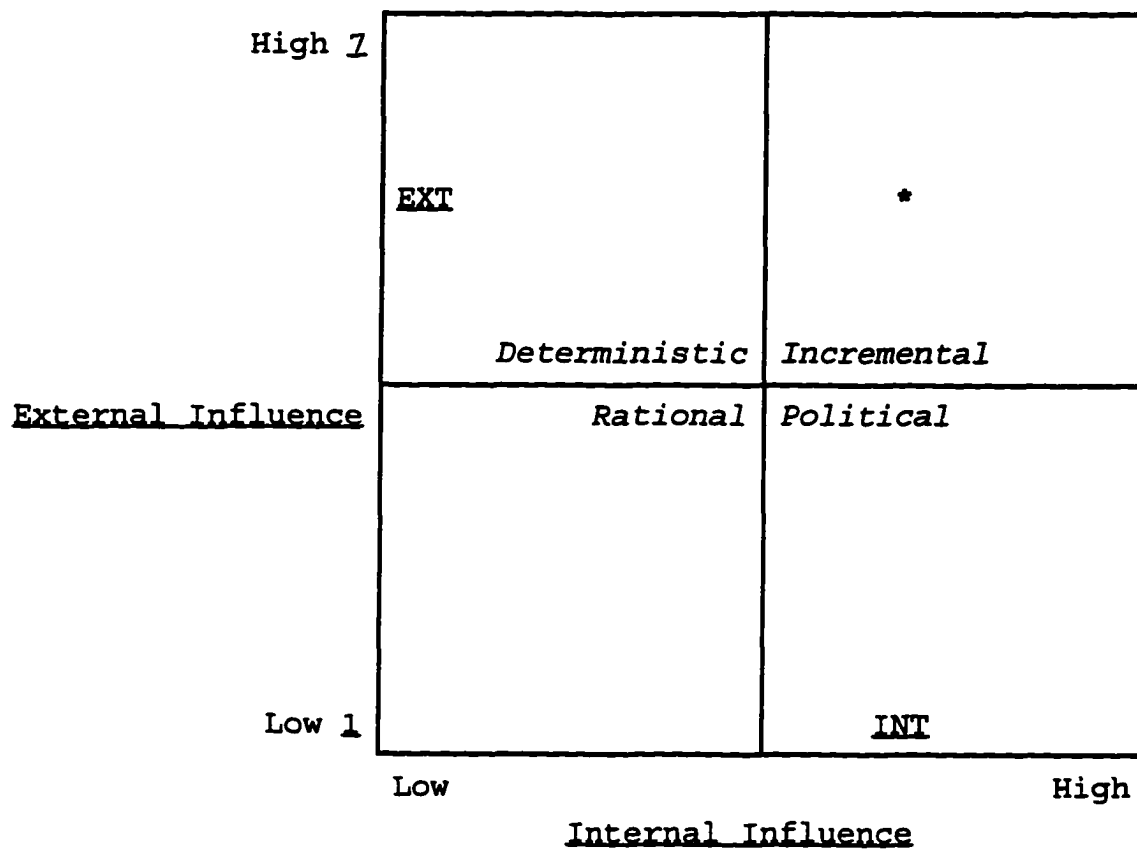 High 7
EXT *
Deterministic Incremental
External Influence Rational Political
Low 1 INT
Low High
Internal Influence